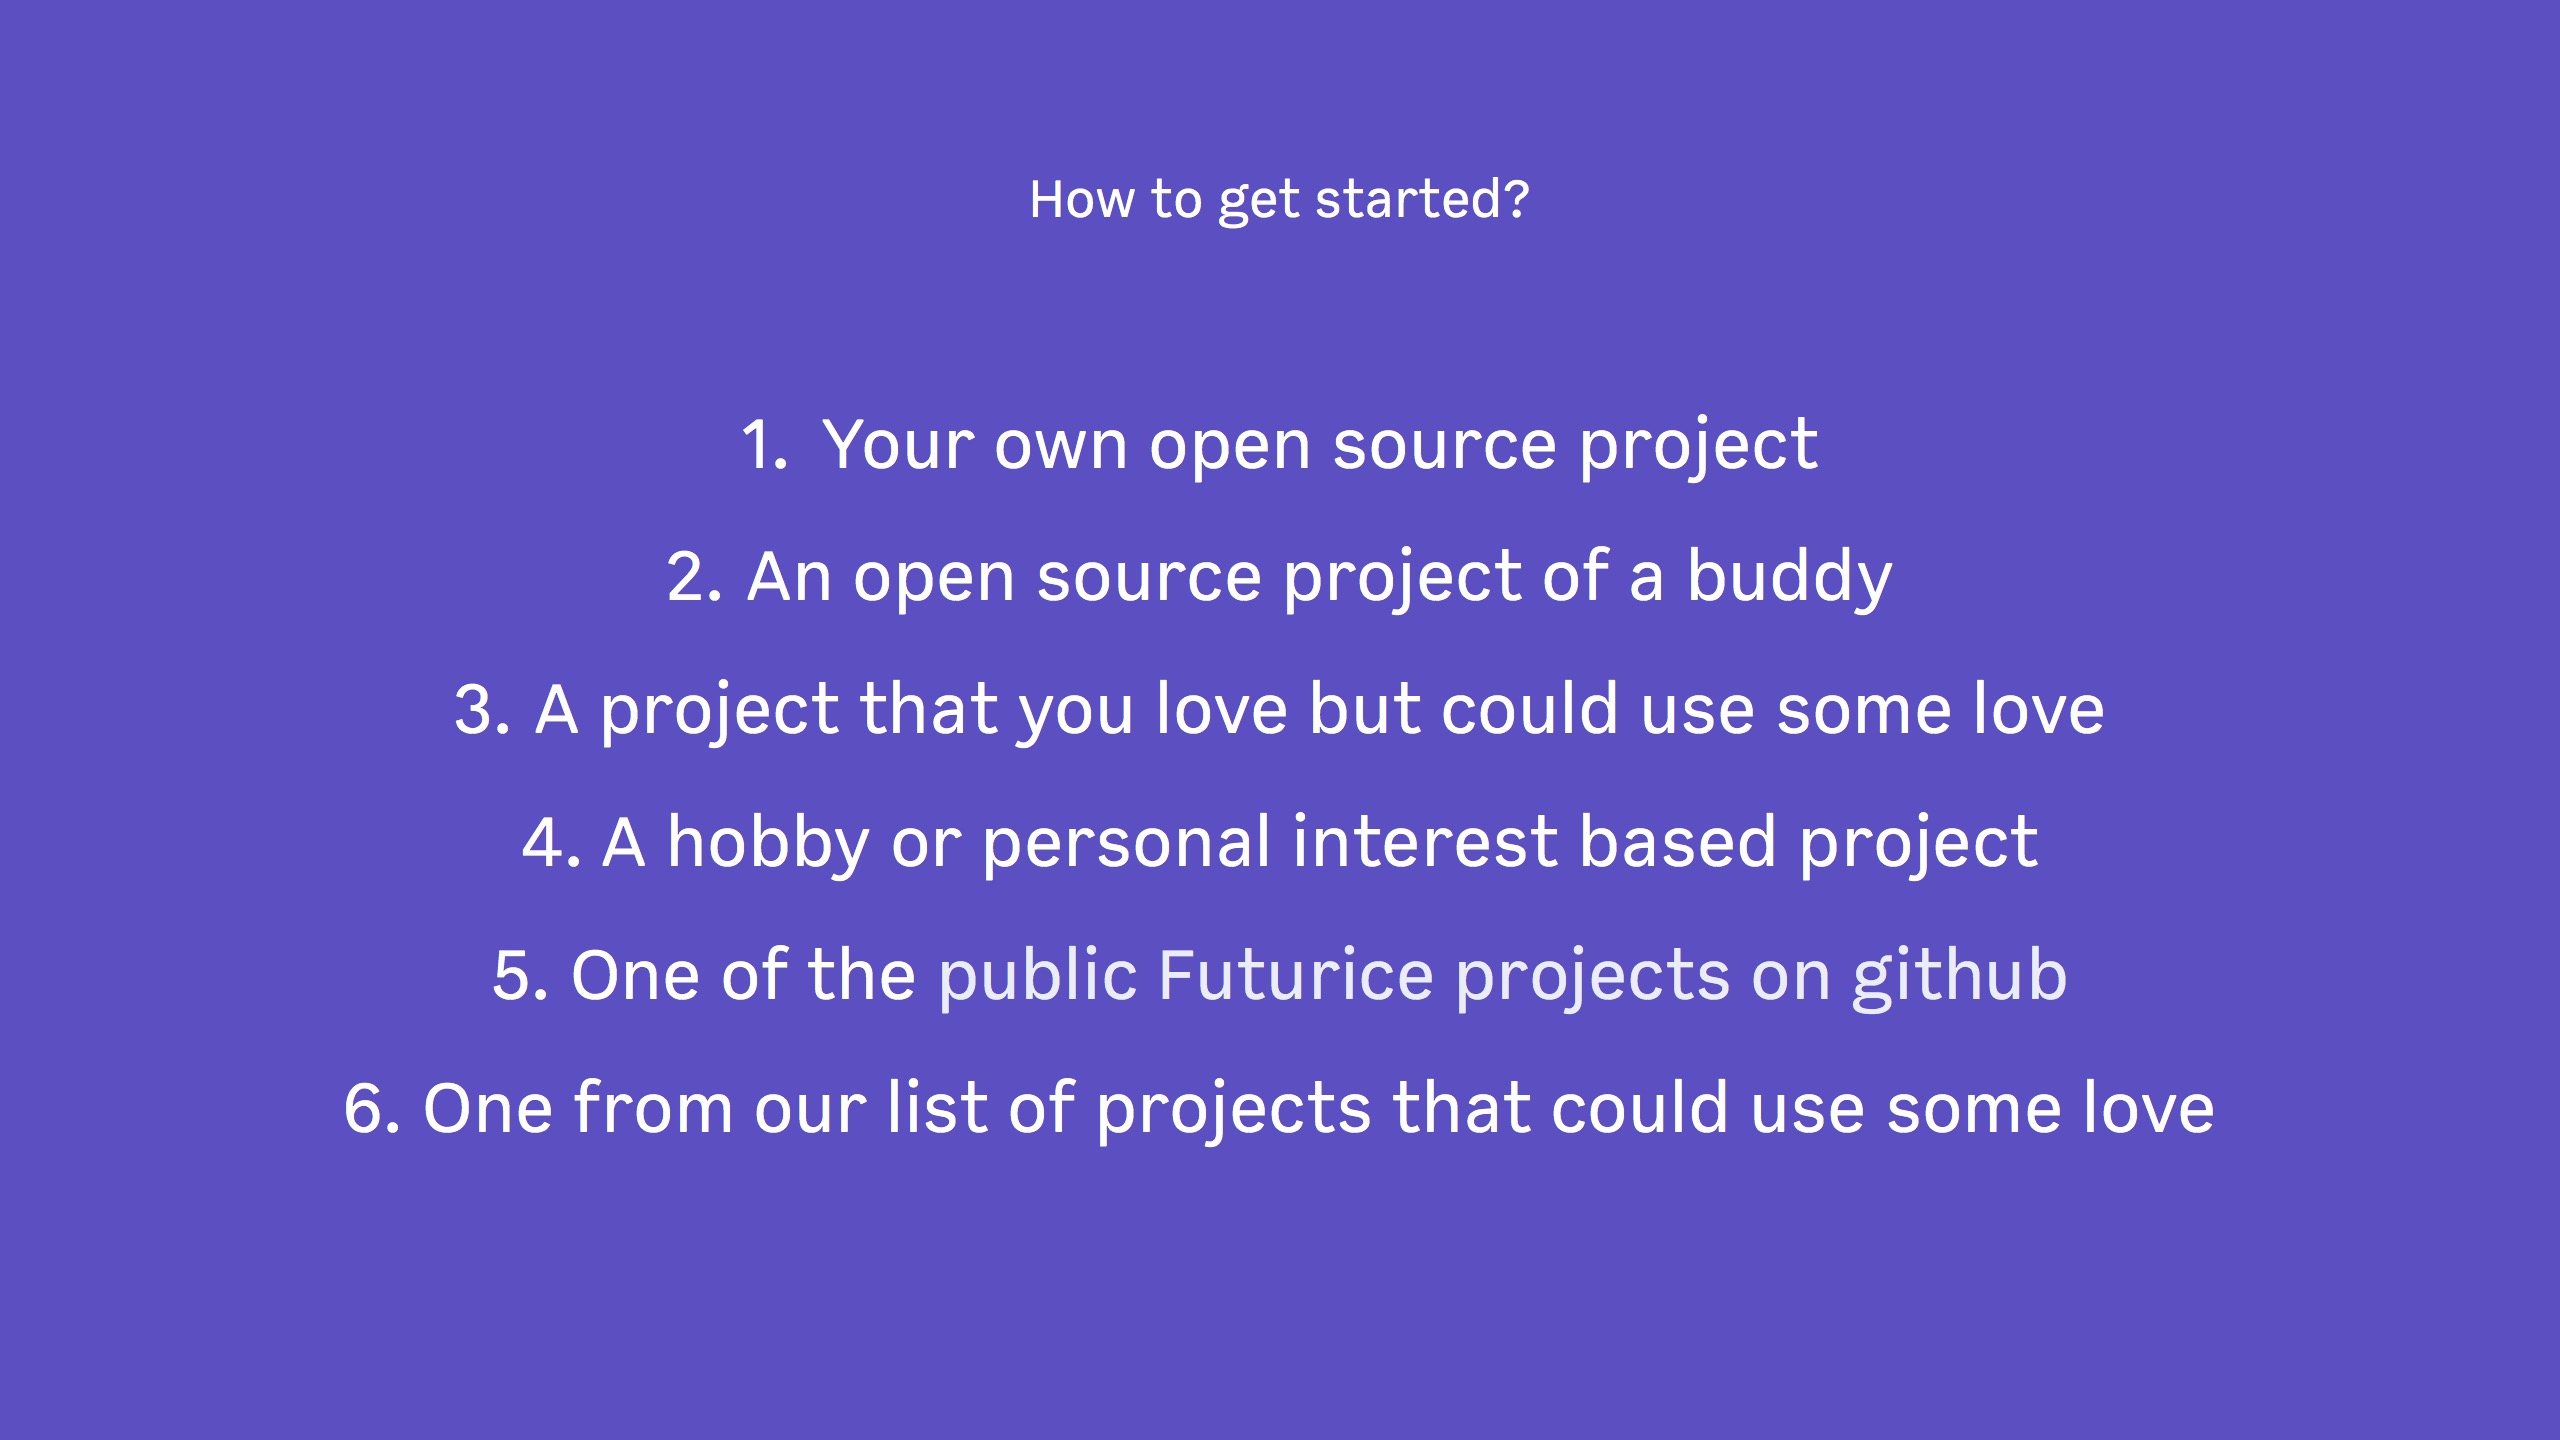 How to get started?
1. Your own open source project
2. An open source project of a buddy
3. A project that you love but could use some love
4. A hobby or personal interest based project
5. One of the public Futurice projects on github
6. One from our list of projects that could use some love